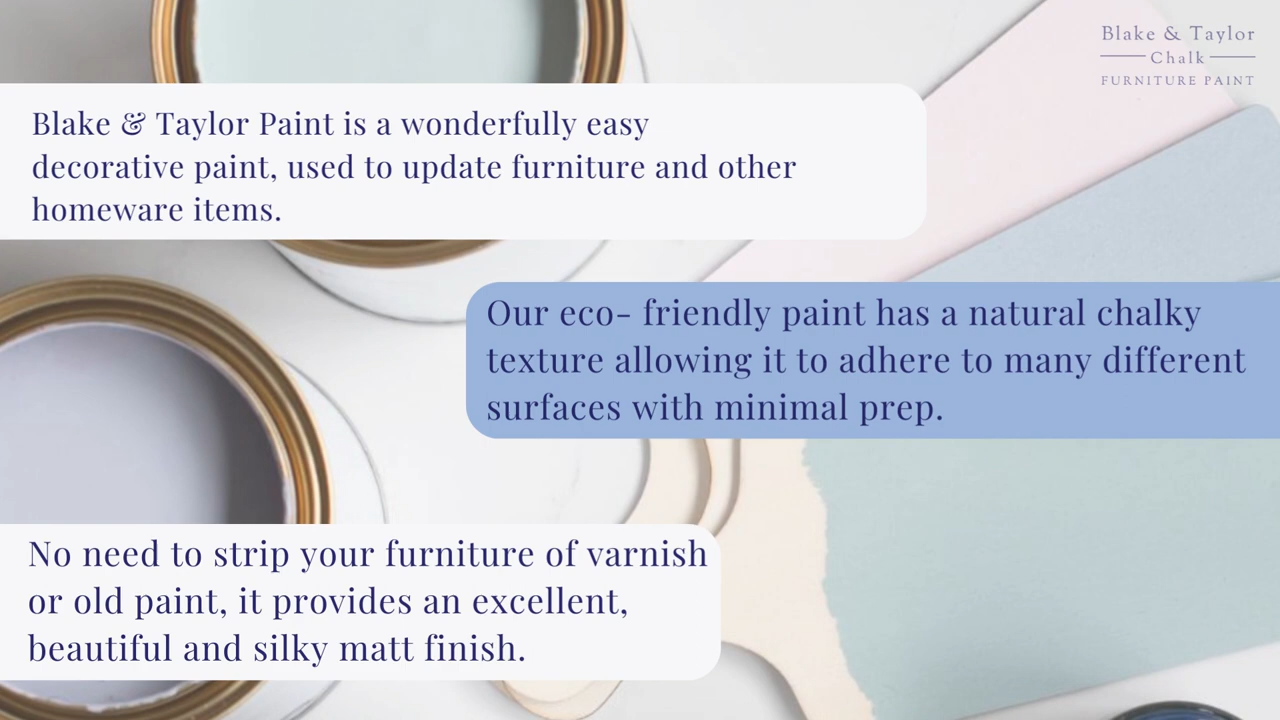 Blake & Taylor
Chalk
FURNITURE PAINT
Blake & Taylor Paint is a wonderfully easy
decorative paint, used to update furniture and other
homeware items.
Our eco- friendly paint has a natural chalky
texture allowing it to adhere to many different
surfaces with minimal prep.
No need to strip your furniture of varnish
or old paint, it provides an excellent,
beautiful and silky matt finish.